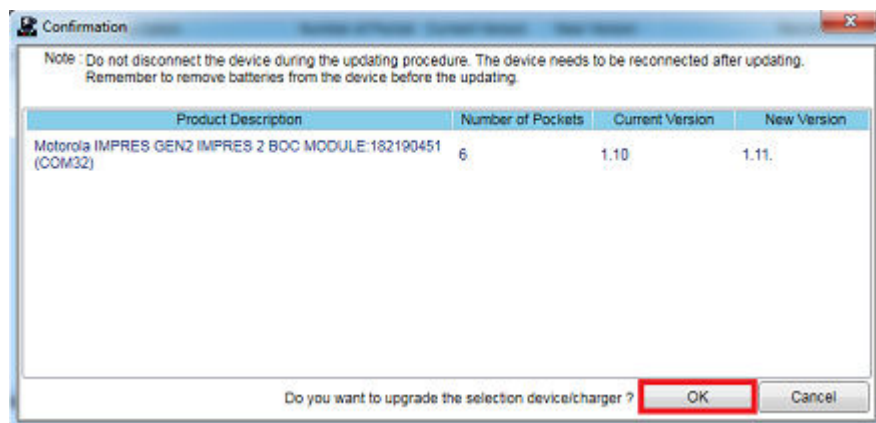 Confirmation
Note : Do not disconnect the device during the updating procedure. The device needs to be reconnected after updating.
Remember to remove batteries from the device before the updating.
Product Description Number of Pockets Current Version New Version
Motorola IMPRES GEN2 IMPRES 2 BOC MODULE:182190451
(COM32) 6 1.10 1.11.
Do you want to upgrade the selection device/charger ? OK Cancel